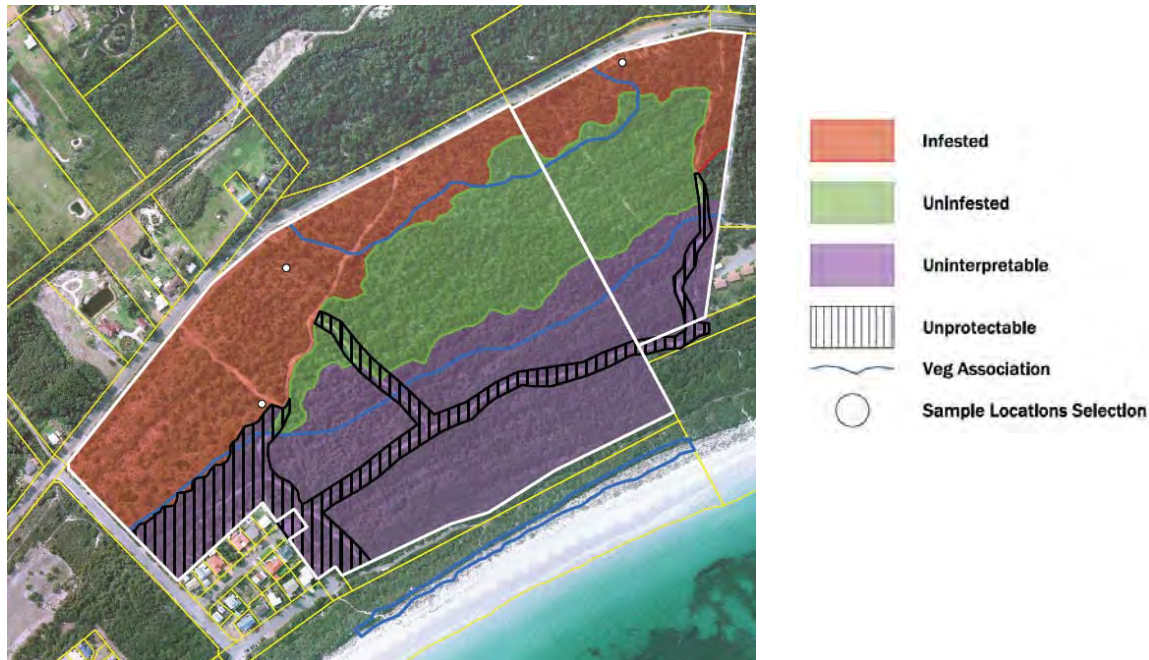 Infested
Uninfested
Uninterpretable
Unprotectable
Veg Association
Sample Locations Selection